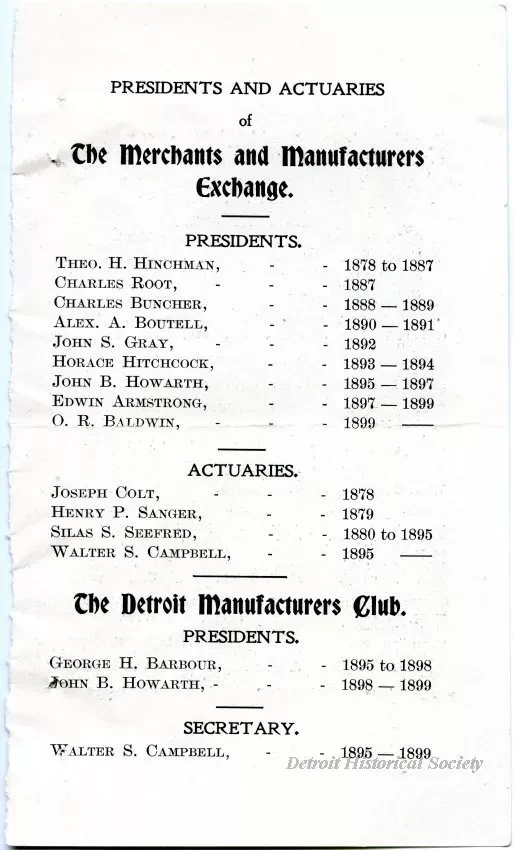 PRESIDENTS AND ACTUARIES
of
The Merchants and Manufacturers
Exchange.
PRESIDENTS.
THEO. H. HINCHMAN, - - 1878 to 1887
CHARLES ROOT, - - - 1887
CHARLES BUNCHER, - - 1888 — 1889
ALEX. A. BOUTELL, - - 1890 — 1891
JOHN S. GRAY, - - - 1892
HORACE HITCHCOCK, - - 1893 — 1894
JOHN B. HOWARTH, - - 1895 — 1897
EDWIN ARMSTRONG, - - 1897 — 1899
O. R. BALDWIN, - - - 1899 —
ACTUARIES.
JOSEPH COLT, - - - 1878
HENRY P. SANGER, - - 1879
SILAS S. SEEFRED, - - 1880 to 1895
WALTER S. CAMPBELL, - - 1895 —
The Detroit Manufacturers Club.
PRESIDENTS.
GEORGE H. BARBOUR, - - 1895 to 1898
JOHN B. HOWARTH, - - - 1898 — 1899
SECRETARY.
WALTER S. CAMPBELL, - - 1895 — 1899
Detroit Historical Society